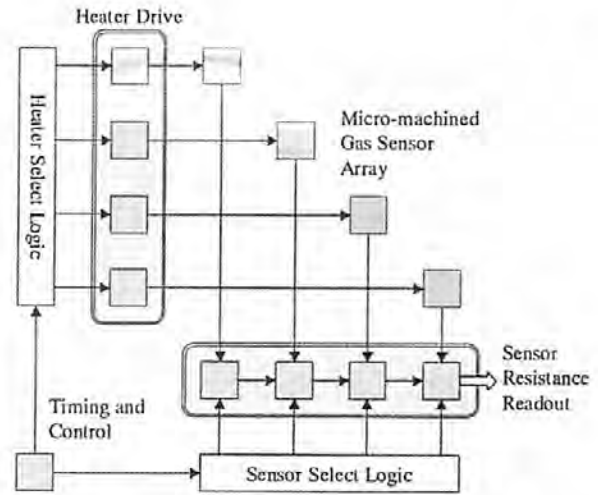 Heater Drive
Heater Select Logic
Micro-machined
Gas Sensor
Array
Sensor
Resistance
Readout
Timing and
Control
Sensor Select Logic